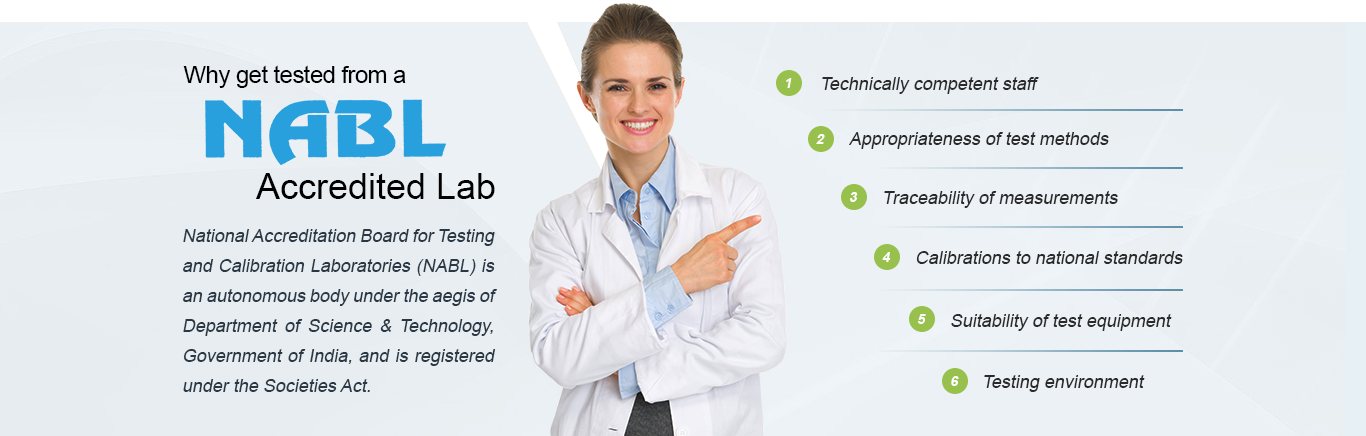 Why get tested from a
NABL
Accredited Lab
National Accreditation Board for Testing
and Calibration Laboratories (NABL) is
an autonomous body under the aegis of
Department of Science & Technology,
Government of India, and is registered
under the Societies Act.
1 Technically competent staff
2 Appropriateness of test methods
3 Traceability of measurements
4 Calibrations to national standards
5 Suitability of test equipment
6 Testing environment